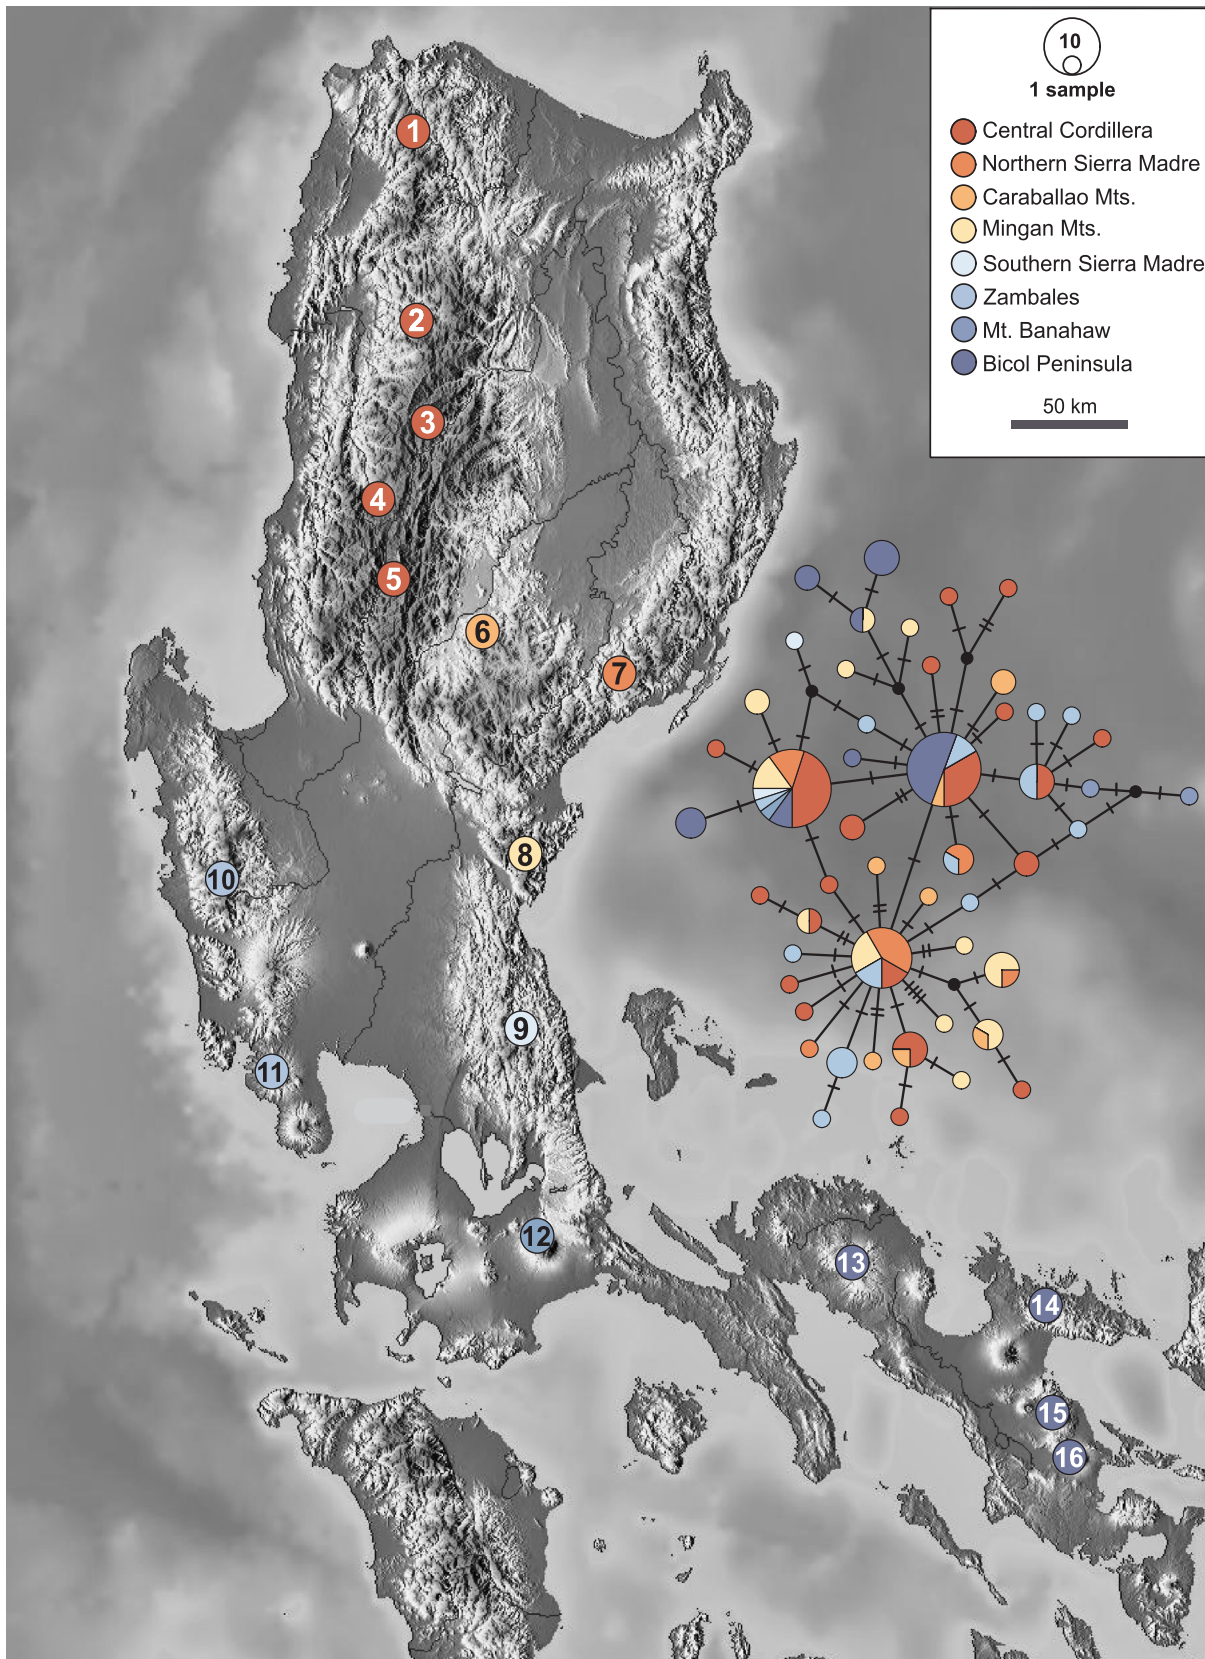 10
1 sample
Central Cordillera
Northern Sierra Madre
Caraballao Mts.
Mingan Mts.
Southern Sierra Madre
Zambales
Mt. Banahaw
Bicol Peninsula
50 km
1
2
3
4
5
6
7
8
10
9
11
12
13
14
15
16